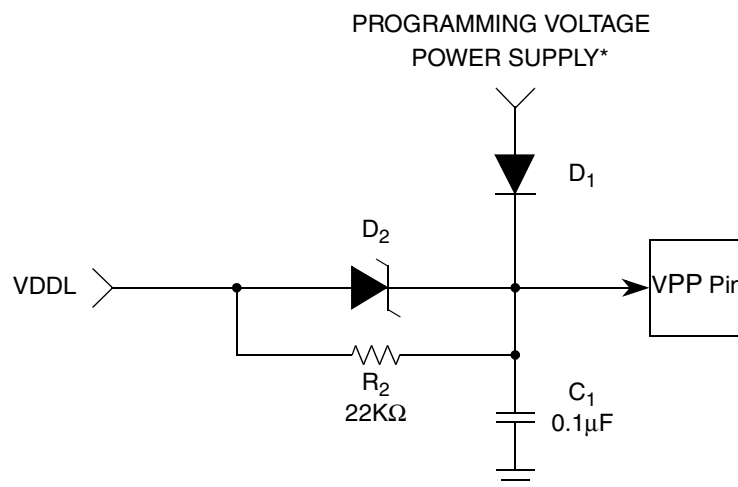 PROGRAMMING VOLTAGE
POWER SUPPLY*
D1
D2
VDDL
VPP Pin
R2
22KΩ
C1
0.1µF